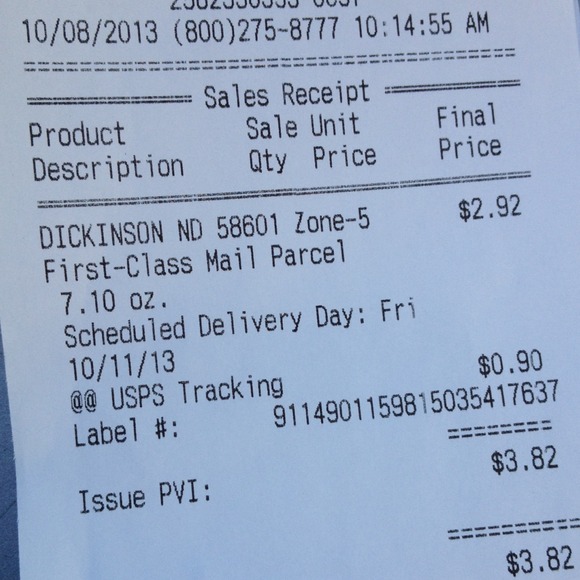 10/08/2013 (800)275-8777 10:14:55 AM
Sales Receipt
Product Sale Unit Final
Description Qty Price Price
DICKINSON ND 58601 Zone-5 $2.92
First-Class Mail Parcel
7.10 oz.
Scheduled Delivery Day: Fri
10/11/13
@@ USPS Tracking $0.90
Label #: 9114901159815035417637
========
$3.82
Issue PVI:
========
$3.82